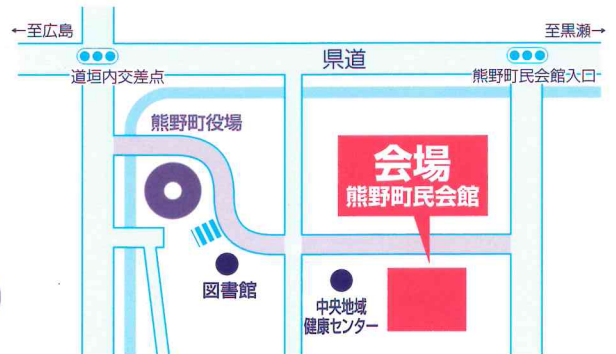 ←至広島
至黒瀬→
県道
道垣内交差点
熊野町民会館入口
熊野町役場
会場
熊野町民会館
図書館
中央地域
健康センター